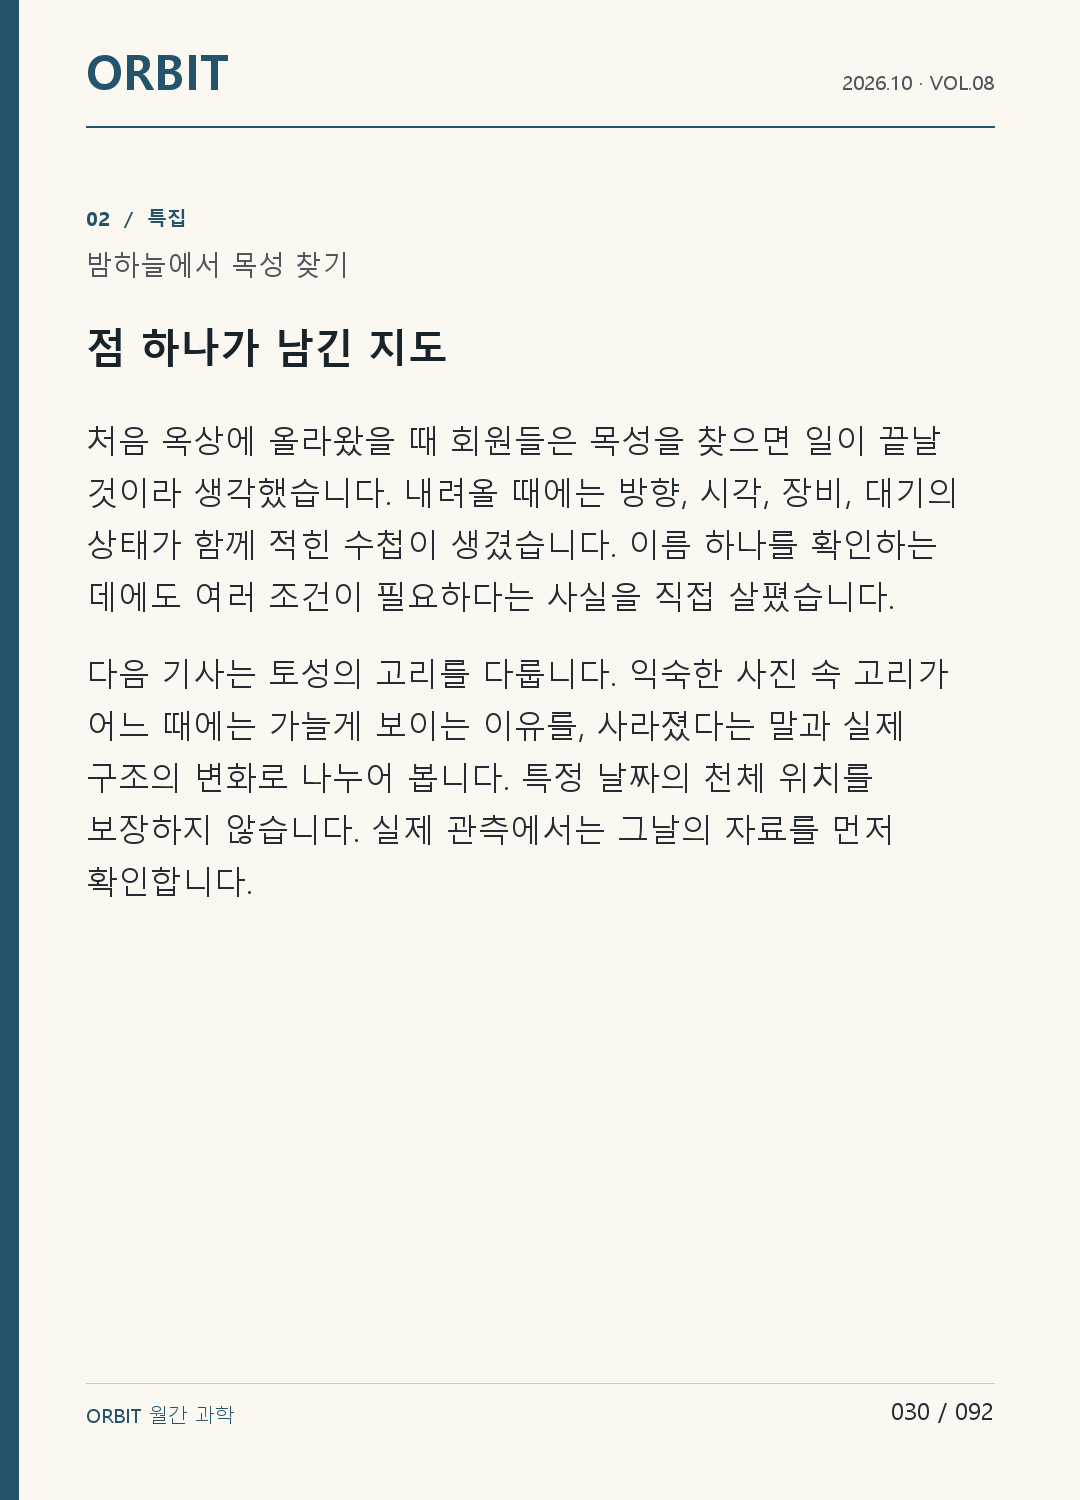 ORBIT
2026.10 · VOL.08
02 / 특집
밤하늘에서 목성 찾기
점 하나가 남긴 지도
처음 옥상에 올라왔을 때 회원들은 목성을 찾으면 일이 끝날
것이라 생각했습니다. 내려올 때에는 방향, 시각, 장비, 대기의
상태가 함께 적힌 수첩이 생겼습니다. 이름 하나를 확인하는
데에도 여러 조건이 필요하다는 사실을 직접 살폈습니다.
다음 기사는 토성의 고리를 다룹니다. 익숙한 사진 속 고리가
어느 때에는 가늘게 보이는 이유를, 사라졌다는 말과 실제
구조의 변화로 나누어 봅니다. 특정 날짜의 천체 위치를
보장하지 않습니다. 실제 관측에서는 그날의 자료를 먼저
확인합니다.
ORBIT 월간 과학
030 / 092